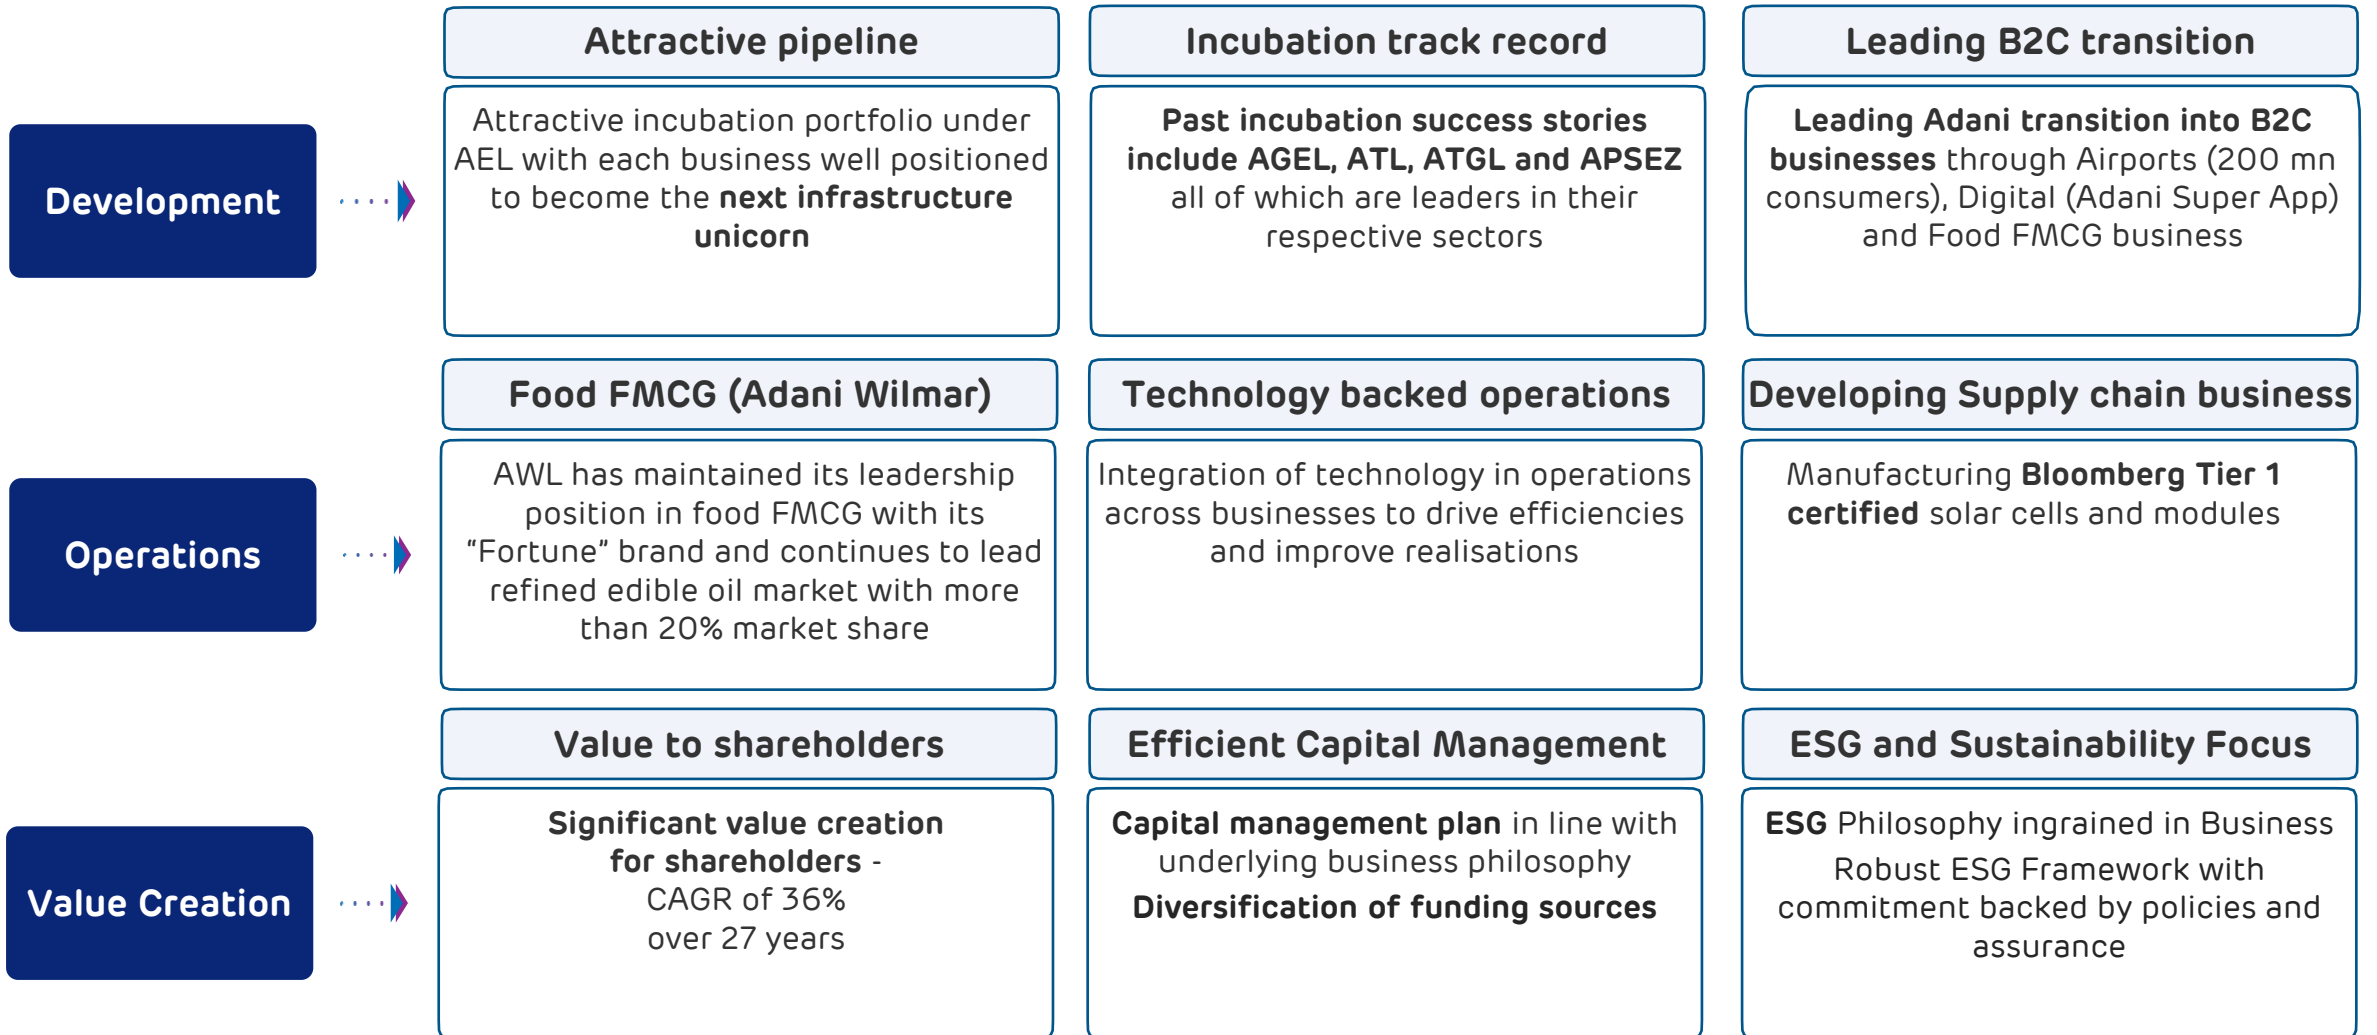 Attractive pipeline
Incubation track record
Leading B2C transition
Development
Attractive incubation portfolio under
AEL with each business well positioned
to become the next infrastructure
unicorn
Past incubation success stories
include AGEL, ATL, ATGL and APSEZ
all of which are leaders in their
respective sectors
Leading Adani transition into B2C
businesses through Airports (200 mn
consumers), Digital (Adani Super App)
and Food FMCG business
Food FMCG (Adani Wilmar)
Technology backed operations
Developing Supply chain business
Operations
AWL has maintained its leadership
position in food FMCG with its
“Fortune” brand and continues to lead
refined edible oil market with more
than 20% market share
Integration of technology in operations
across businesses to drive efficiencies
and improve realisations
Manufacturing Bloomberg Tier 1
certified solar cells and modules
Value to shareholders
Efficient Capital Management
ESG and Sustainability Focus
Value Creation
Significant value creation
for shareholders -
CAGR of 36%
over 27 years
Capital management plan in line with
underlying business philosophy
Diversification of funding sources
ESG Philosophy ingrained in Business
Robust ESG Framework with
commitment backed by policies and
assurance